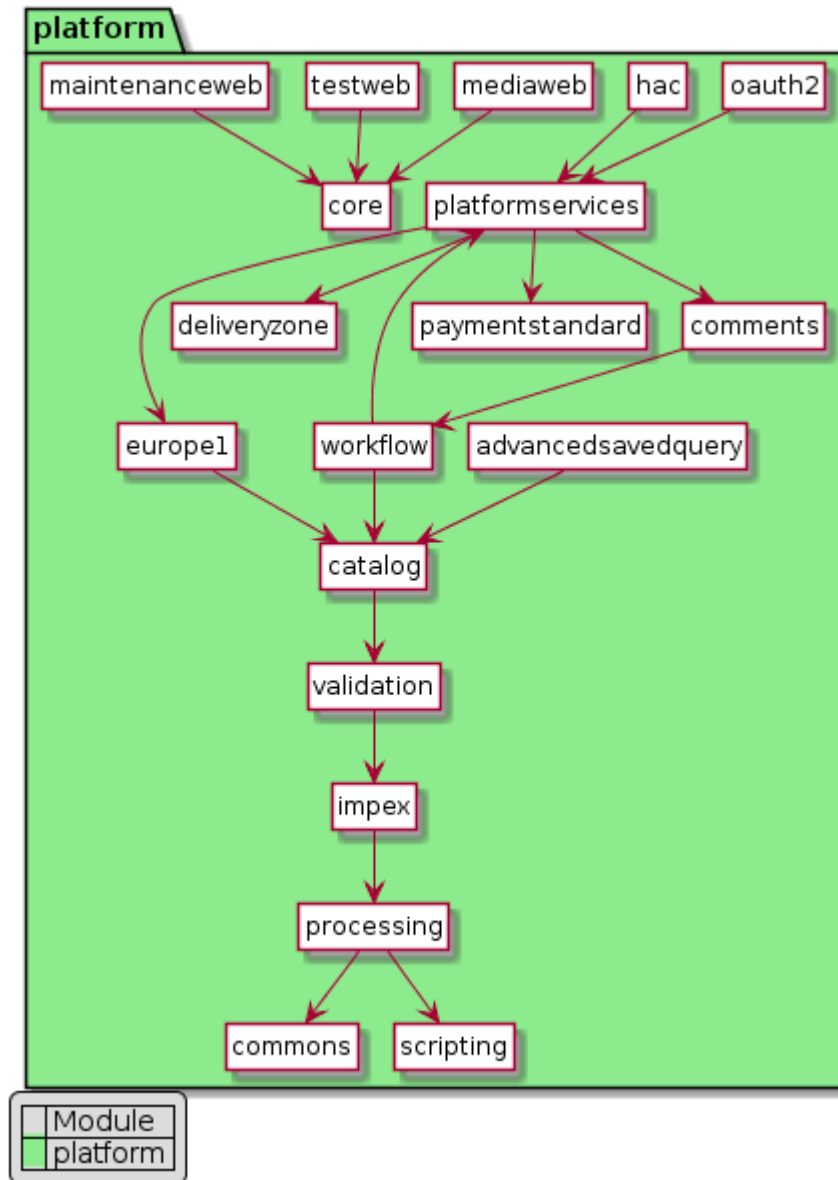 platform
maintenanceweb
testweb
mediaweb
hac
oauth2
core
platformservices
deliveryzone
paymentstandard
comments
europe1
workflow
advancedsavedquery
catalog
validation
impex
processing
commons
scripting
Module
platform